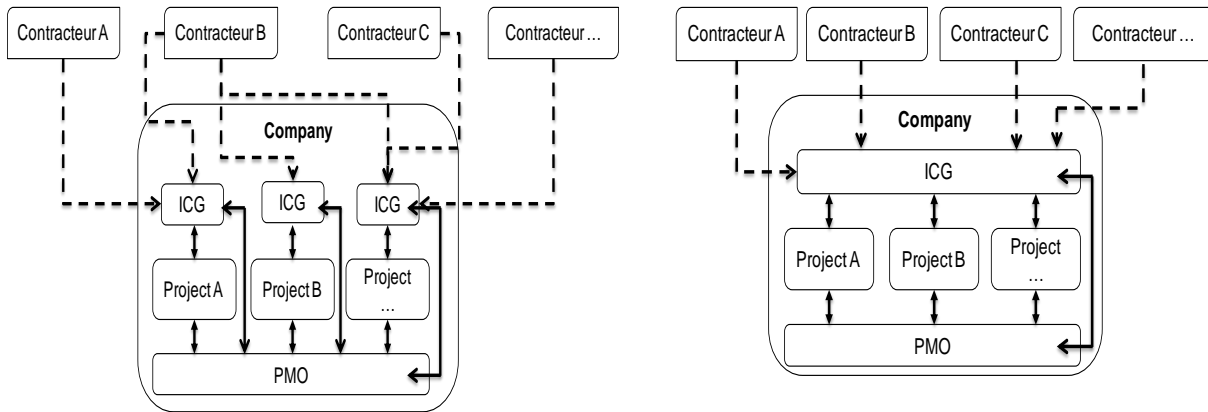 Contracteur A
Contracteur B
Contracteur C
Contracteur ...
Company
ICG
ICG
ICG
Project A
Project B
Project
...
PMO
Contracteur A
Contracteur B
Contracteur C
Contracteur ...
Company
ICG
Project A
Project B
Project
...
PMO